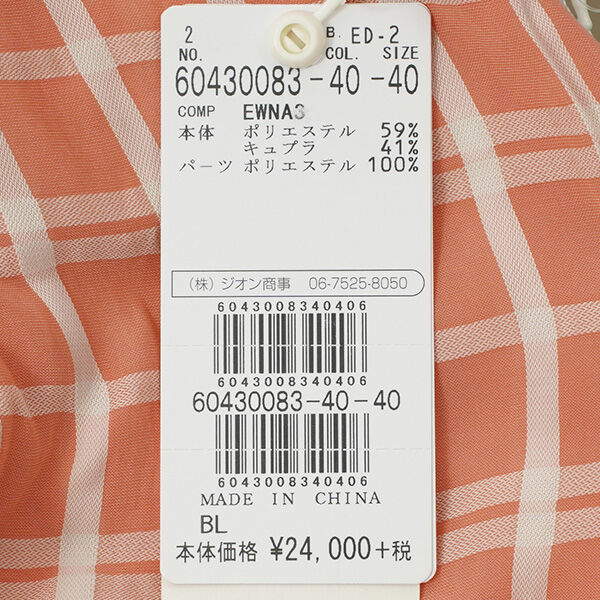 2 B. ED-2
NO. COL. SIZE
60430083-40-40
COMP EWNA3
本体 ポリエステル 59%
キュプラ 41%
パーツ ポリエステル 100%
(株) ジオン商事 06-7525-8050
6043008340406
6043008340406
60430083-40-40
6043008340406
MADE IN CHINA
BL
本体価格 ¥24,000+税